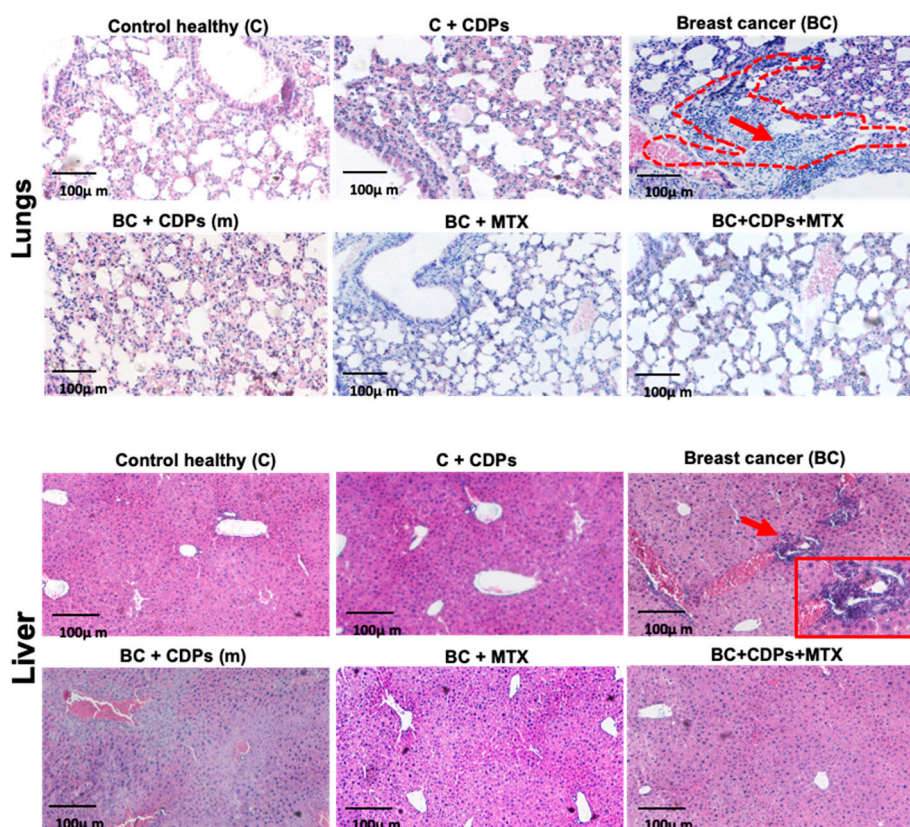 Lungs
Control healthy (C)
C + CDPs
Breast cancer (BC)
100µ m
100µ m
100µ m
BC + CDPs (m)
BC + MTX
BC+CDPs+MTX
100µ m
100µ m
100µ m
Liver
Control healthy (C)
C + CDPs
Breast cancer (BC)
100µ m
100µ m
100µ m
BC + CDPs (m)
BC + MTX
BC+CDPs+MTX
100µ m
100µ m
100µ m